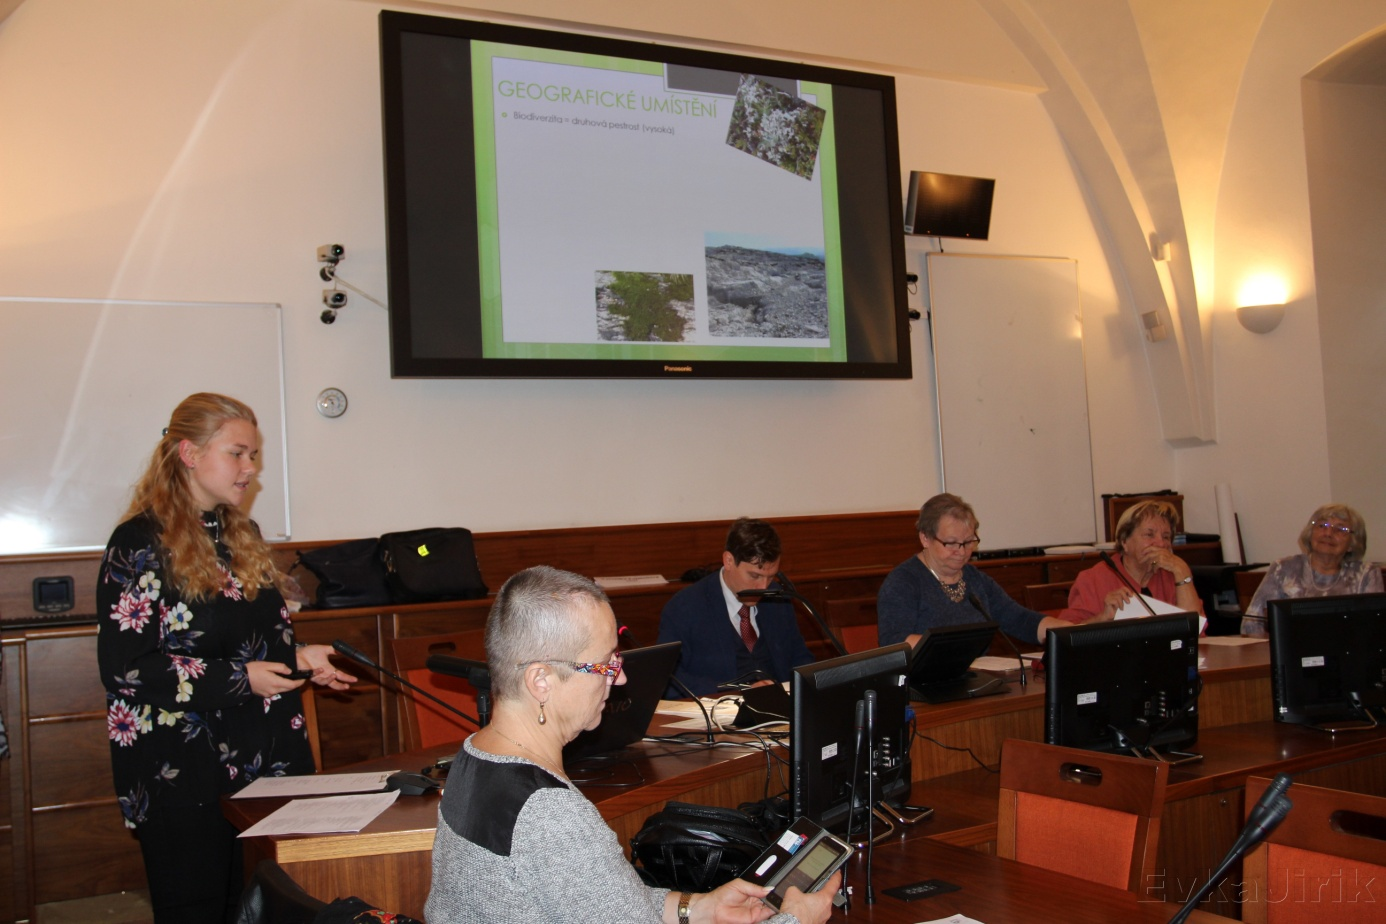 GEOGRAFICKÉ UMÍSTĚNÍ
Biodiverzita = druhová pestrost (vysoká)
Panasonic
EvkaJirik